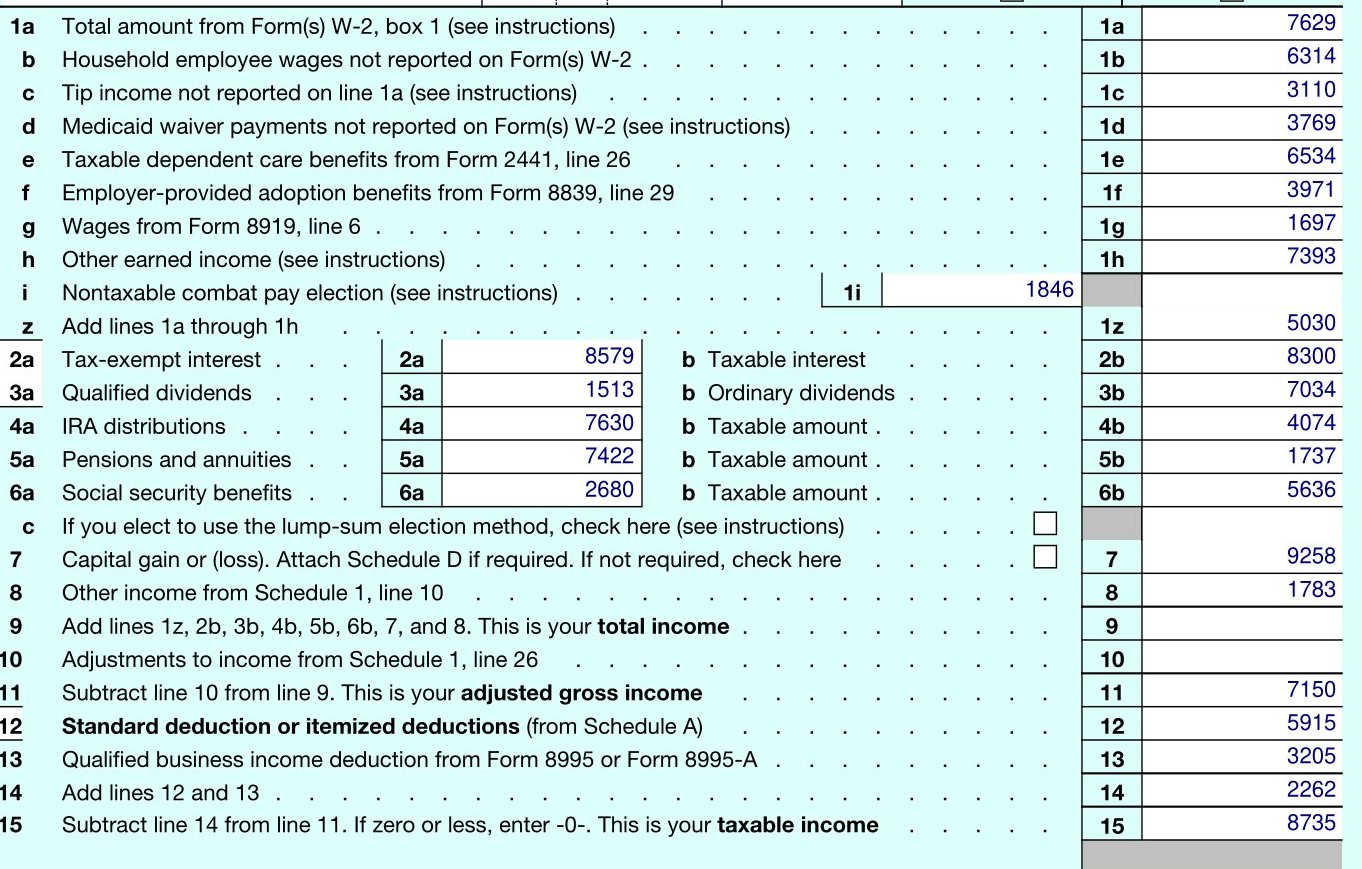 1a Total amount from Form(s) W-2, box 1 (see instructions) . . . . . . . . . . . . . 1a 7629
b Household employee wages not reported on Form(s) W-2 . . . . . . . . . . . . . 1b 6314
c Tip income not reported on line 1a (see instructions) . . . . . . . . . . . . . . 1c 3110
d Medicaid waiver payments not reported on Form(s) W-2 (see instructions) . . . . . . . . 1d 3769
e Taxable dependent care benefits from Form 2441, line 26 . . . . . . . . . . . . 1e 6534
f Employer-provided adoption benefits from Form 8839, line 29 . . . . . . . . . . . 1f 3971
g Wages from Form 8919, line 6 . . . . . . . . . . . . . . . . . . . . . 1g 1697
h Other earned income (see instructions) . . . . . . . . . . . . . . . . . . 1h 7393
i Nontaxable combat pay election (see instructions) . . . . . . . 1i 1846
z Add lines 1a through 1h . . . . . . . . . . . . . . . . . . . . . . 1z 5030
2a Tax-exempt interest . . . 2a 8579 b Taxable interest . . . . . 2b 8300
3a Qualified dividends . . . 3a 1513 b Ordinary dividends . . . . . 3b 7034
4a IRA distributions . . . . 4a 7630 b Taxable amount . . . . . . 4b 4074
5a Pensions and annuities . . 5a 7422 b Taxable amount . . . . . . 5b 1737
6a Social security benefits . . 6a 2680 b Taxable amount . . . . . . 6b 5636
c If you elect to use the lump-sum election method, check here (see instructions) . . . . .
7 Capital gain or (loss). Attach Schedule D if required. If not required, check here . . . . . 7 9258
8 Other income from Schedule 1, line 10 . . . . . . . . . . . . . . . . . . 8 1783
9 Add lines 1z, 2b, 3b, 4b, 5b, 6b, 7, and 8. This is your total income . . . . . . . . . . 9
10 Adjustments to income from Schedule 1, line 26 . . . . . . . . . . . . . . . 10
11 Subtract line 10 from line 9. This is your adjusted gross income . . . . . . . . . . 11 7150
12 Standard deduction or itemized deductions (from Schedule A) . . . . . . . . . . 12 5915
13 Qualified business income deduction from Form 8995 or Form 8995-A . . . . . . . . . 13 3205
14 Add lines 12 and 13 . . . . . . . . . . . . . . . . . . . . . . . . 14 2262
15 Subtract line 14 from line 11. If zero or less, enter -0-. This is your taxable income . . . . . 15 8735